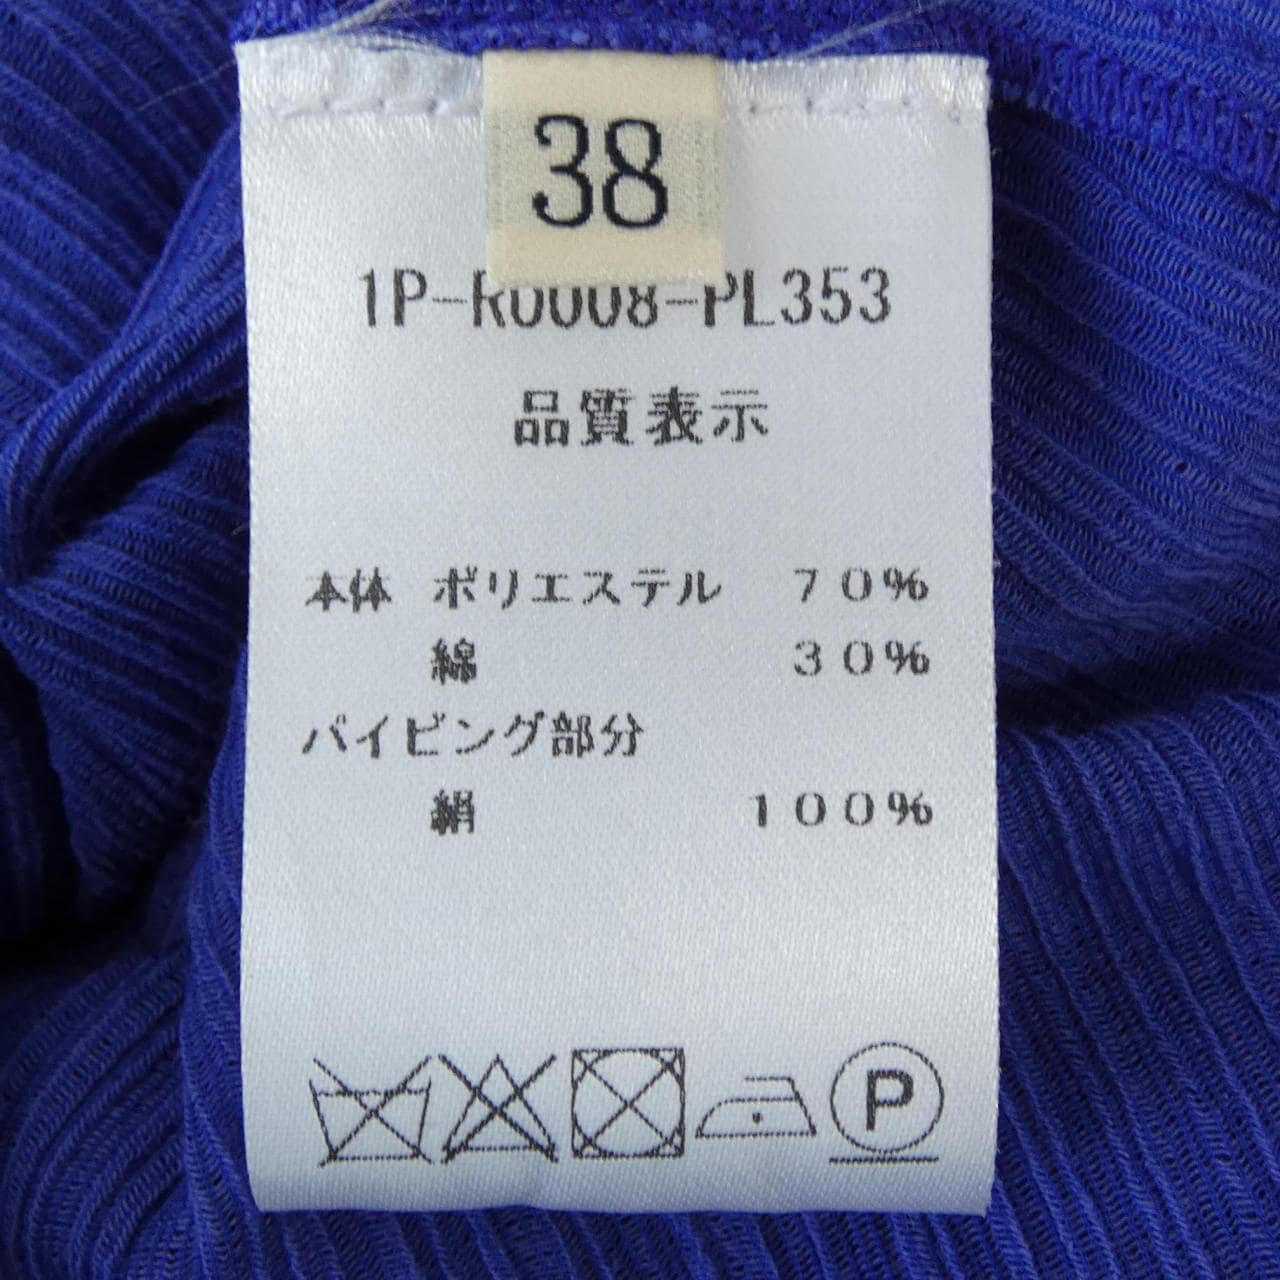 38
1P-R0008-PL353
品質表示
本体 ポリエステル 70%
綿 30%
パイピング部分
絹 100%
P